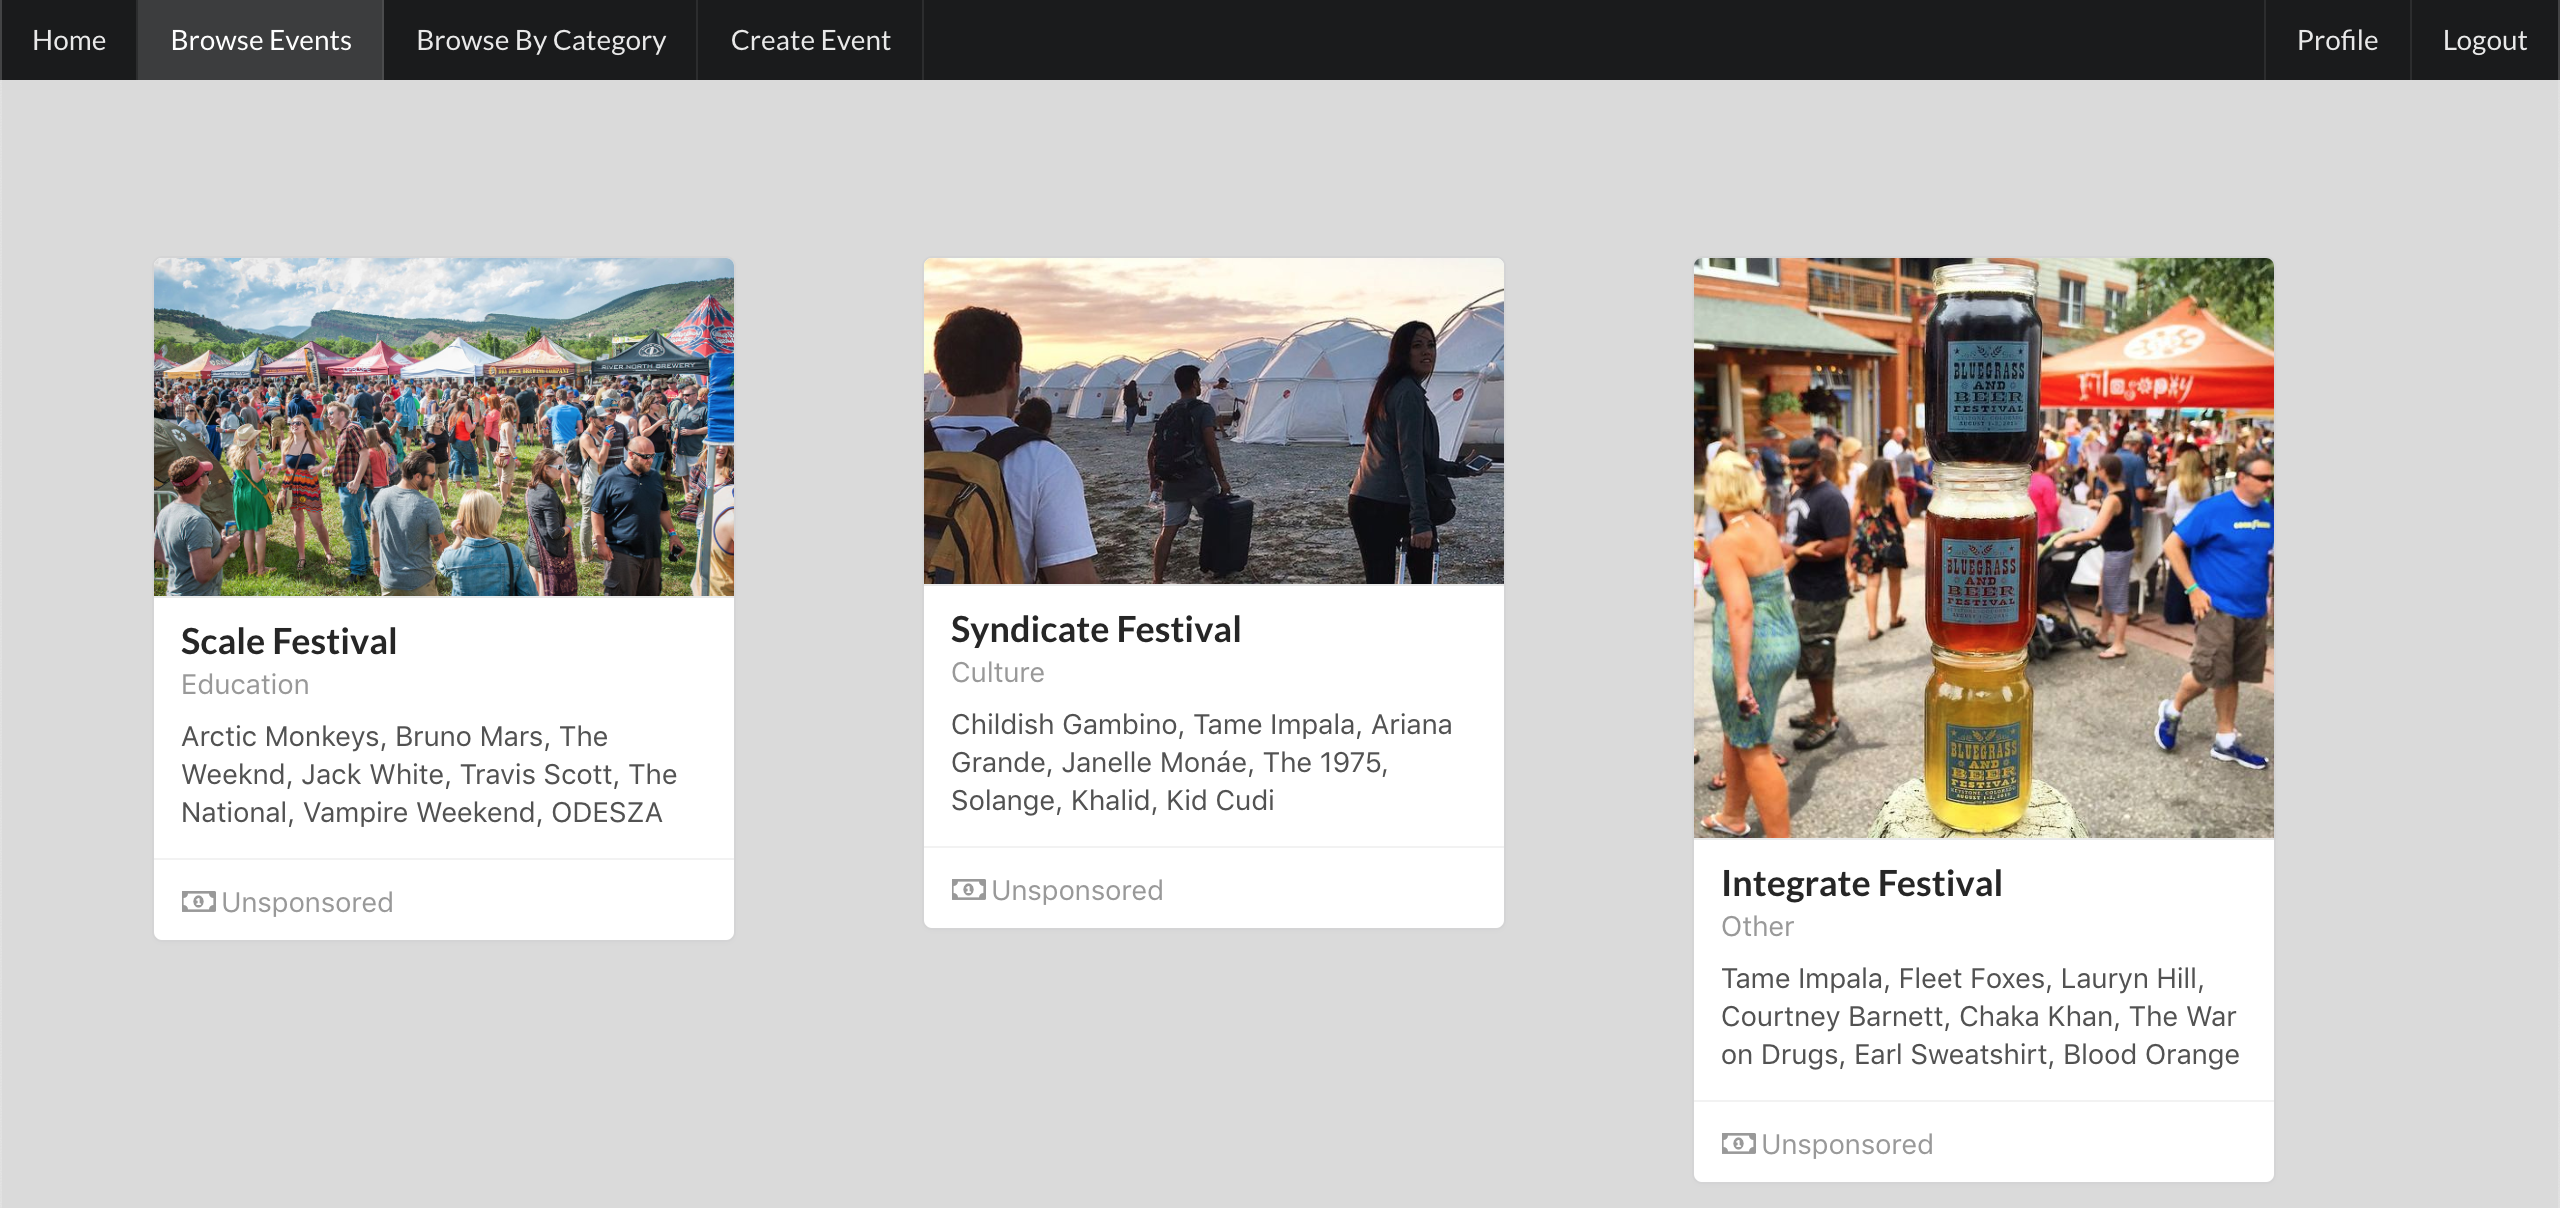 Home
Browse Events
Browse By Category
Create Event
Profile
Logout
RIVER NORTH BREWERY
Scale Festival
Education
Arctic Monkeys, Bruno Mars, The
Weeknd, Jack White, Travis Scott, The
National, Vampire Weekend, ODESZA
Unsponsored
Syndicate Festival
Culture
Childish Gambino, Tame Impala, Ariana
Grande, Janelle Monáe, The 1975,
Solange, Khalid, Kid Cudi
Unsponsored
BLUEGRASS
AND
BEER
FESTIVAL
Filosophy
BLUEGRASS
AND
BEER
FESTIVAL
BLUEGRASS
AND
BEER
FESTIVAL
KEYSTONE, COLORADO
Integrate Festival
Other
Tame Impala, Fleet Foxes, Lauryn Hill,
Courtney Barnett, Chaka Khan, The War
on Drugs, Earl Sweatshirt, Blood Orange
Unsponsored